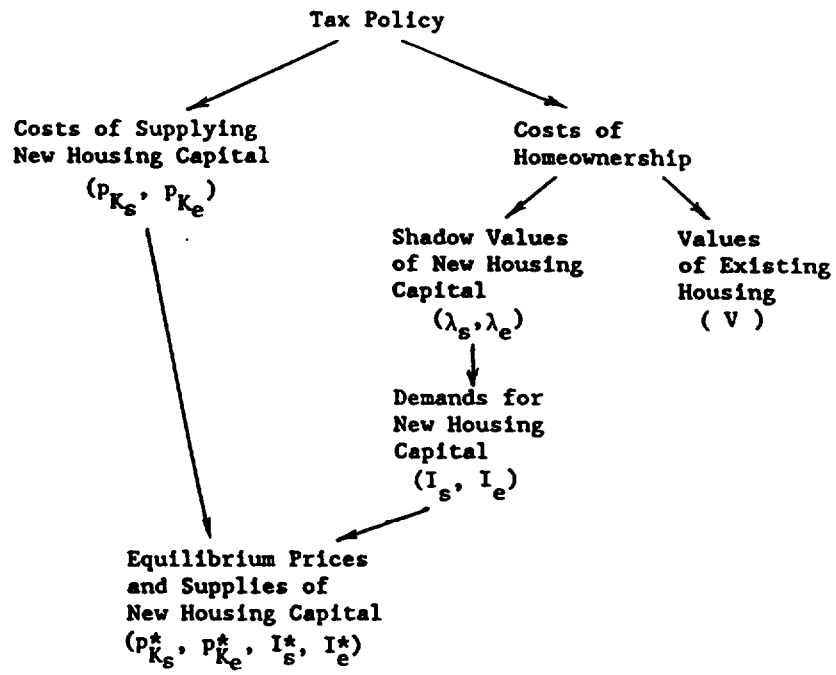 Tax Policy
Costs of Supplying
New Housing Capital
(p_{K_s}, p_{K_e})
Costs of
Homeownership
Shadow Values
of New Housing
Capital
(λ_s, λ_e)
Values
of Existing
Housing
( V )
Demands for
New Housing
Capital
(I_s, I_e)
Equilibrium Prices
and Supplies of
New Housing Capital
(p*_{K_s}, p*_{K_e}, I*_s, I*_e)